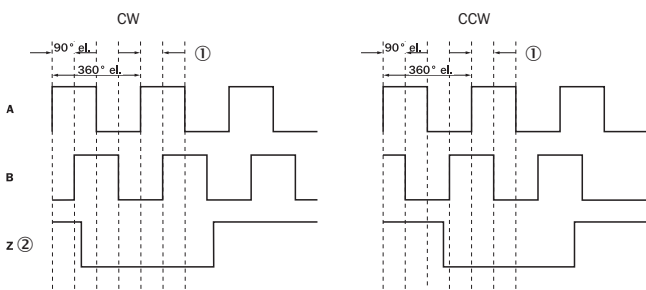 CW CCW
90° el. ① 90° el. ①
360° el. 360° el.
A
B
Z ②